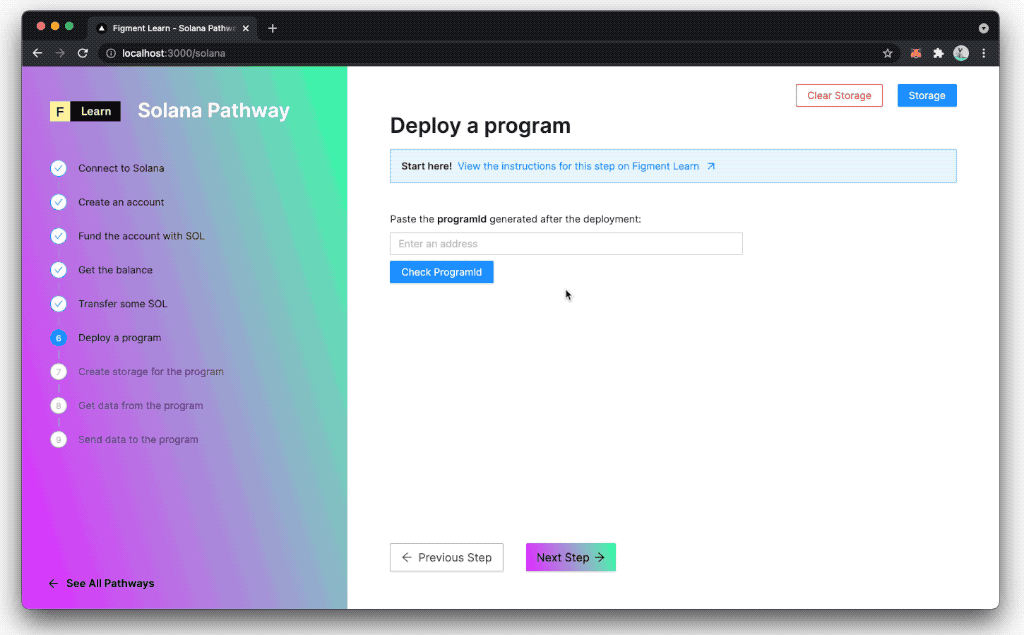 Figment Learn – Solana Pathw
localhost:3000/solana
F Learn
Solana Pathway
Connect to Solana
Create an account
Fund the account with SOL
Get the balance
Transfer some SOL
6 Deploy a program
7 Create storage for the program
8 Get data from the program
9 Send data to the program
← See All Pathways
Clear Storage
Storage
Deploy a program
Start here! View the instructions for this step on Figment Learn
Paste the programId generated after the deployment:
Enter an address
Check ProgramId
← Previous Step
Next Step →